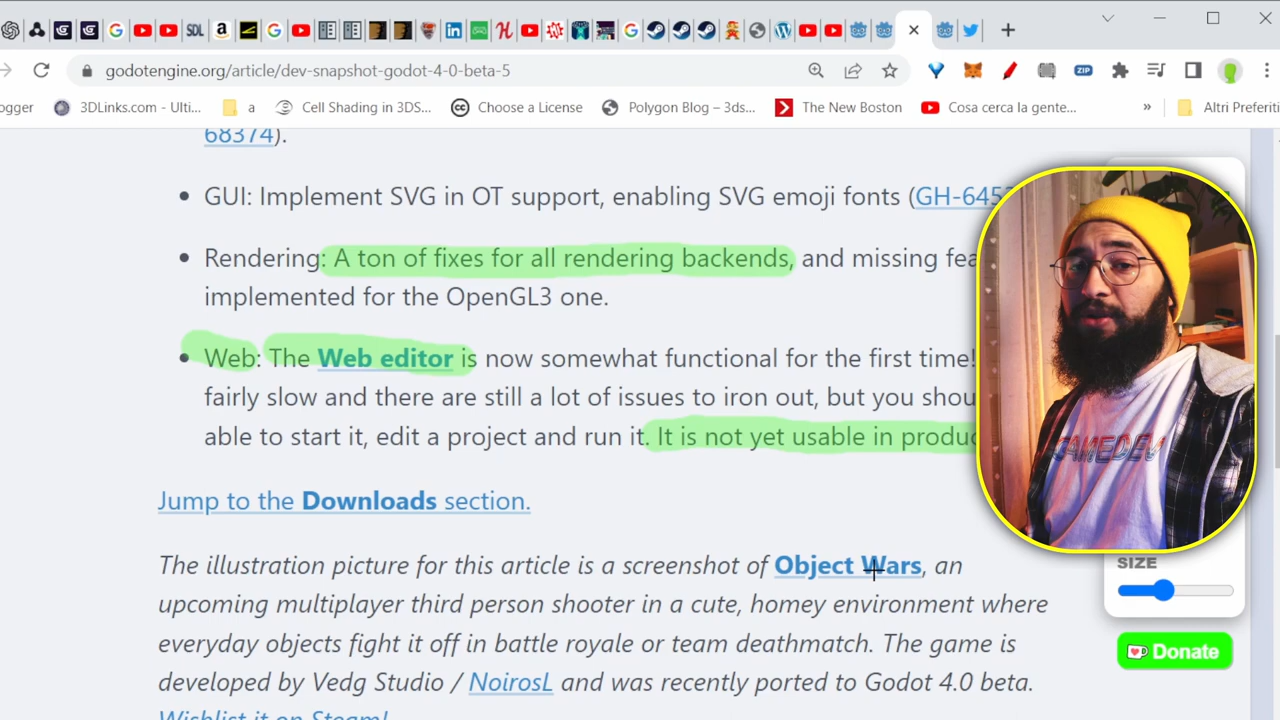 SDL
a
in
G
godotengine.org/article/dev-snapshot-godot-4-0-beta-5
ZIP
ogger
3DLinks.com - Ulti...
a
Cell Shading in 3DS...
Choose a License
Polygon Blog – 3ds...
The New Boston
Cosa cerca la gente...
»
Altri Preferiti
68374).
• GUI: Implement SVG in OT support, enabling SVG emoji fonts (GH-645
• Rendering: A ton of fixes for all rendering backends, and missing fea
implemented for the OpenGL3 one.
• Web: The Web editor is now somewhat functional for the first time!
fairly slow and there are still a lot of issues to iron out, but you shou
able to start it, edit a project and run it. It is not yet usable in produc
GAMEDEV
Jump to the Downloads section.
SIZE
The illustration picture for this article is a screenshot of Object Wars, an
upcoming multiplayer third person shooter in a cute, homey environment where
everyday objects fight it off in battle royale or team deathmatch. The game is
developed by Vedg Studio / NoirosL and was recently ported to Godot 4.0 beta.
Wishlist it on Steam!
Donate